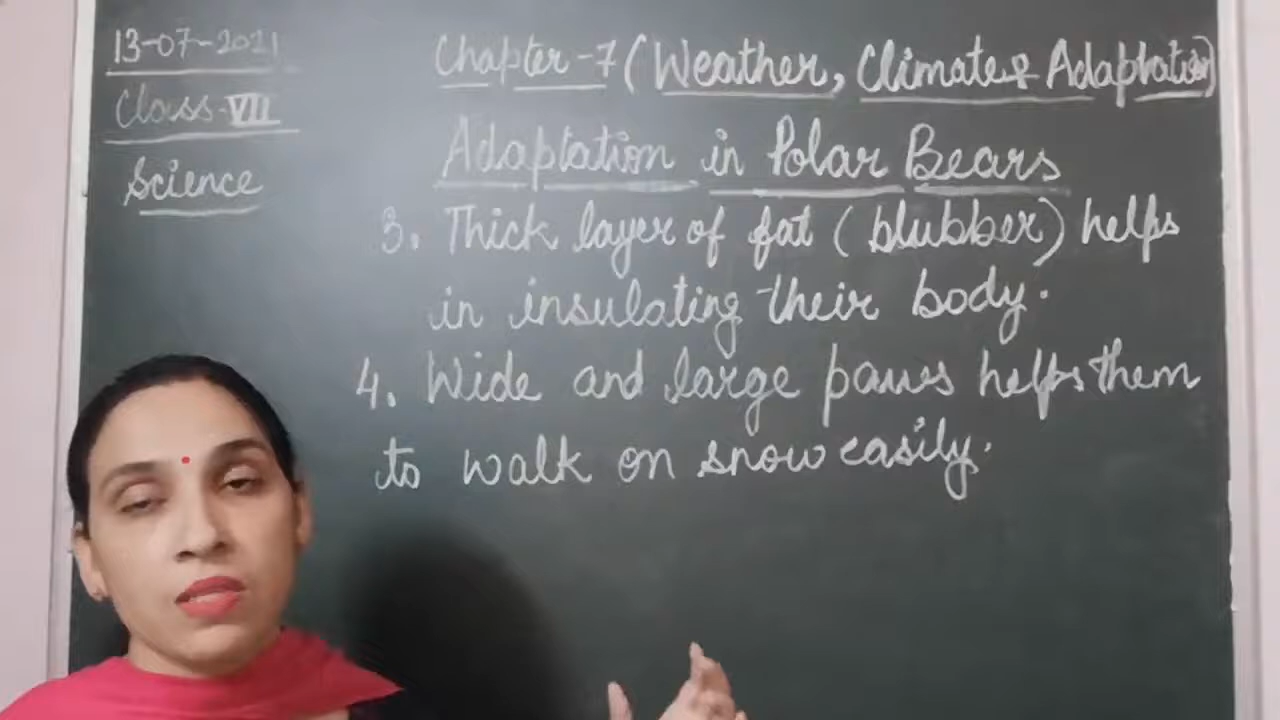 13-07-2021
Class-VII
Science
Chapter-7 (Weather, Climate & Adaptation)
Adaptation in Polar Bears
3. Thick layer of fat (blubber) helps
in insulating their body.
4. Wide and large paws helps them
to walk on snow easily.